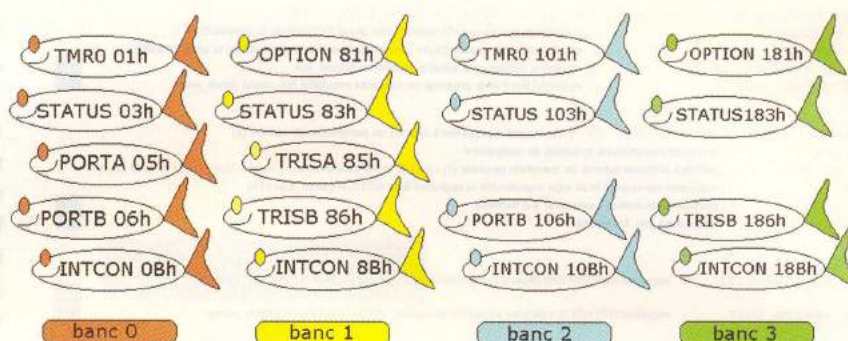 TMR0 01h OPTION 81h TMR0 101h OPTION 181h
STATUS 03h STATUS 83h STATUS 103h STATUS183h
PORTA 05h TRISA 85h
PORTB 06h TRISB 86h PORTB 106h TRISB 186h
INTCON 0Bh INTCON 8Bh INTCON 10Bh INTCON 18Bh
banc 0 banc 1 banc 2 banc 3